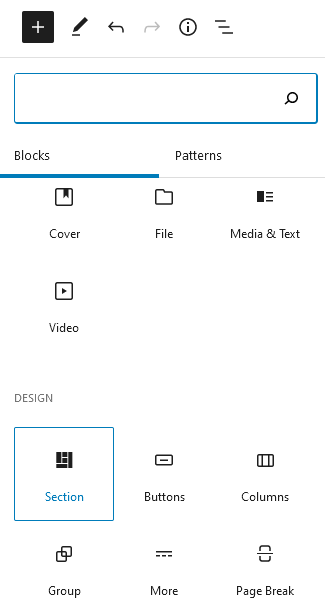 Blocks Patterns
Cover File Media & Text
Video
DESIGN
Section Buttons Columns
Group More Page Break